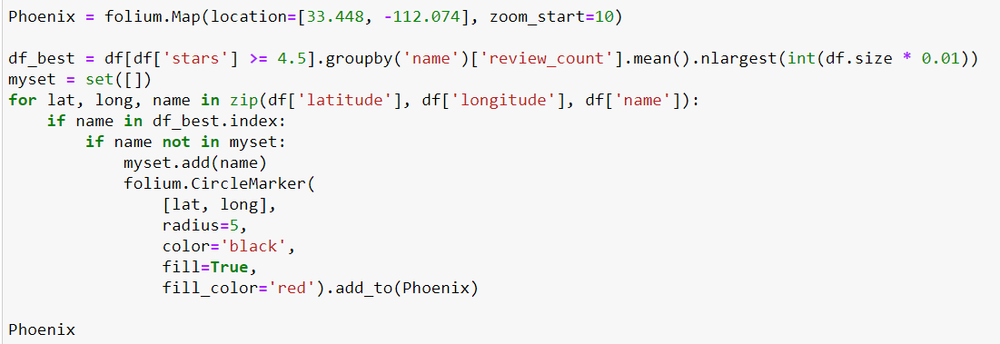 Phoenix = folium.Map(location=[33.448, -112.074], zoom_start=10)

df_best = df[df['stars'] >= 4.5].groupby('name')['review_count'].mean().nlargest(int(df.size * 0.01))
myset = set([])
for lat, long, name in zip(df['latitude'], df['longitude'], df['name']):
    if name in df_best.index:
        if name not in myset:
            myset.add(name)
            folium.CircleMarker(
                [lat, long],
                radius=5,
                color='black',
                fill=True,
                fill_color='red').add_to(Phoenix)

Phoenix